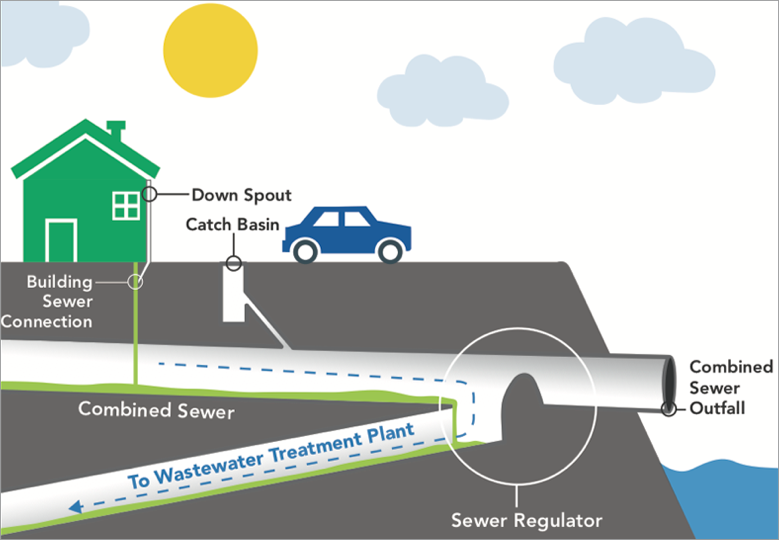 Down Spout
Catch Basin
Building
Sewer
Connection
Combined
Sewer
Outfall
Combined Sewer
To Wastewater Treatment Plant
Sewer Regulator